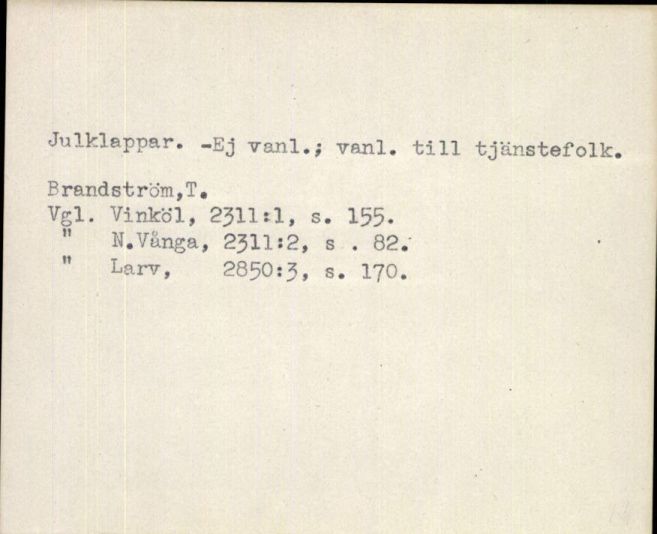 Julklappar. -Ej vanl.; vanl. till tjänstefolk.
Brandström,T.
Vgl. Vinköl, 2311:1, s. 155.
" N.Vånga, 2311:2, s . 82.
" Larv, 2850:3, s. 170.